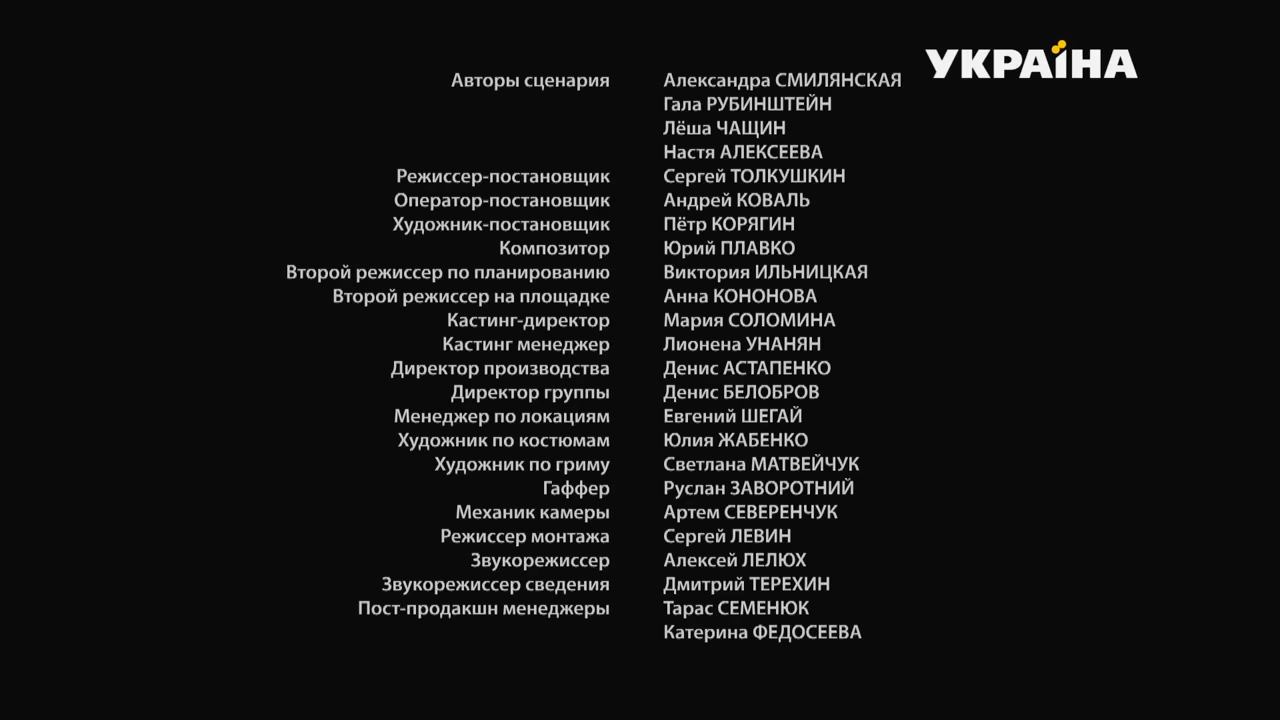 УКРАЇНА
Авторы сценария Александра СМИЛЯНСКАЯ
Гала РУБИНШТЕЙН
Лёша ЧАЩИН
Настя АЛЕКСЕЕВА
Режиссер-постановщик Сергей ТОЛКУШКИН
Оператор-постановщик Андрей КОВАЛЬ
Художник-постановщик Пётр КОРЯГИН
Композитор Юрий ПЛАВКО
Второй режиссер по планированию Виктория ИЛЬНИЦКАЯ
Второй режиссер на площадке Анна КОНОНОВА
Кастинг-директор Мария СОЛОМИНА
Кастинг менеджер Лионена УНАНЯН
Директор производства Денис АСТАПЕНКО
Директор группы Денис БЕЛОБРОВ
Менеджер по локациям Евгений ШЕГАЙ
Художник по костюмам Юлия ЖАБЕНКО
Художник по гриму Светлана МАТВЕЙЧУК
Гаффер Руслан ЗАВОРОТНИЙ
Механик камеры Артем СЕВЕРЕНЧУК
Режиссер монтажа Сергей ЛЕВИН
Звукорежиссер Алексей ЛЕЛЮХ
Звукорежиссер сведения Дмитрий ТЕРЕХИН
Пост-продакшн менеджеры Тарас СЕМЕНЮК
Катерина ФЕДОСЕЕВА